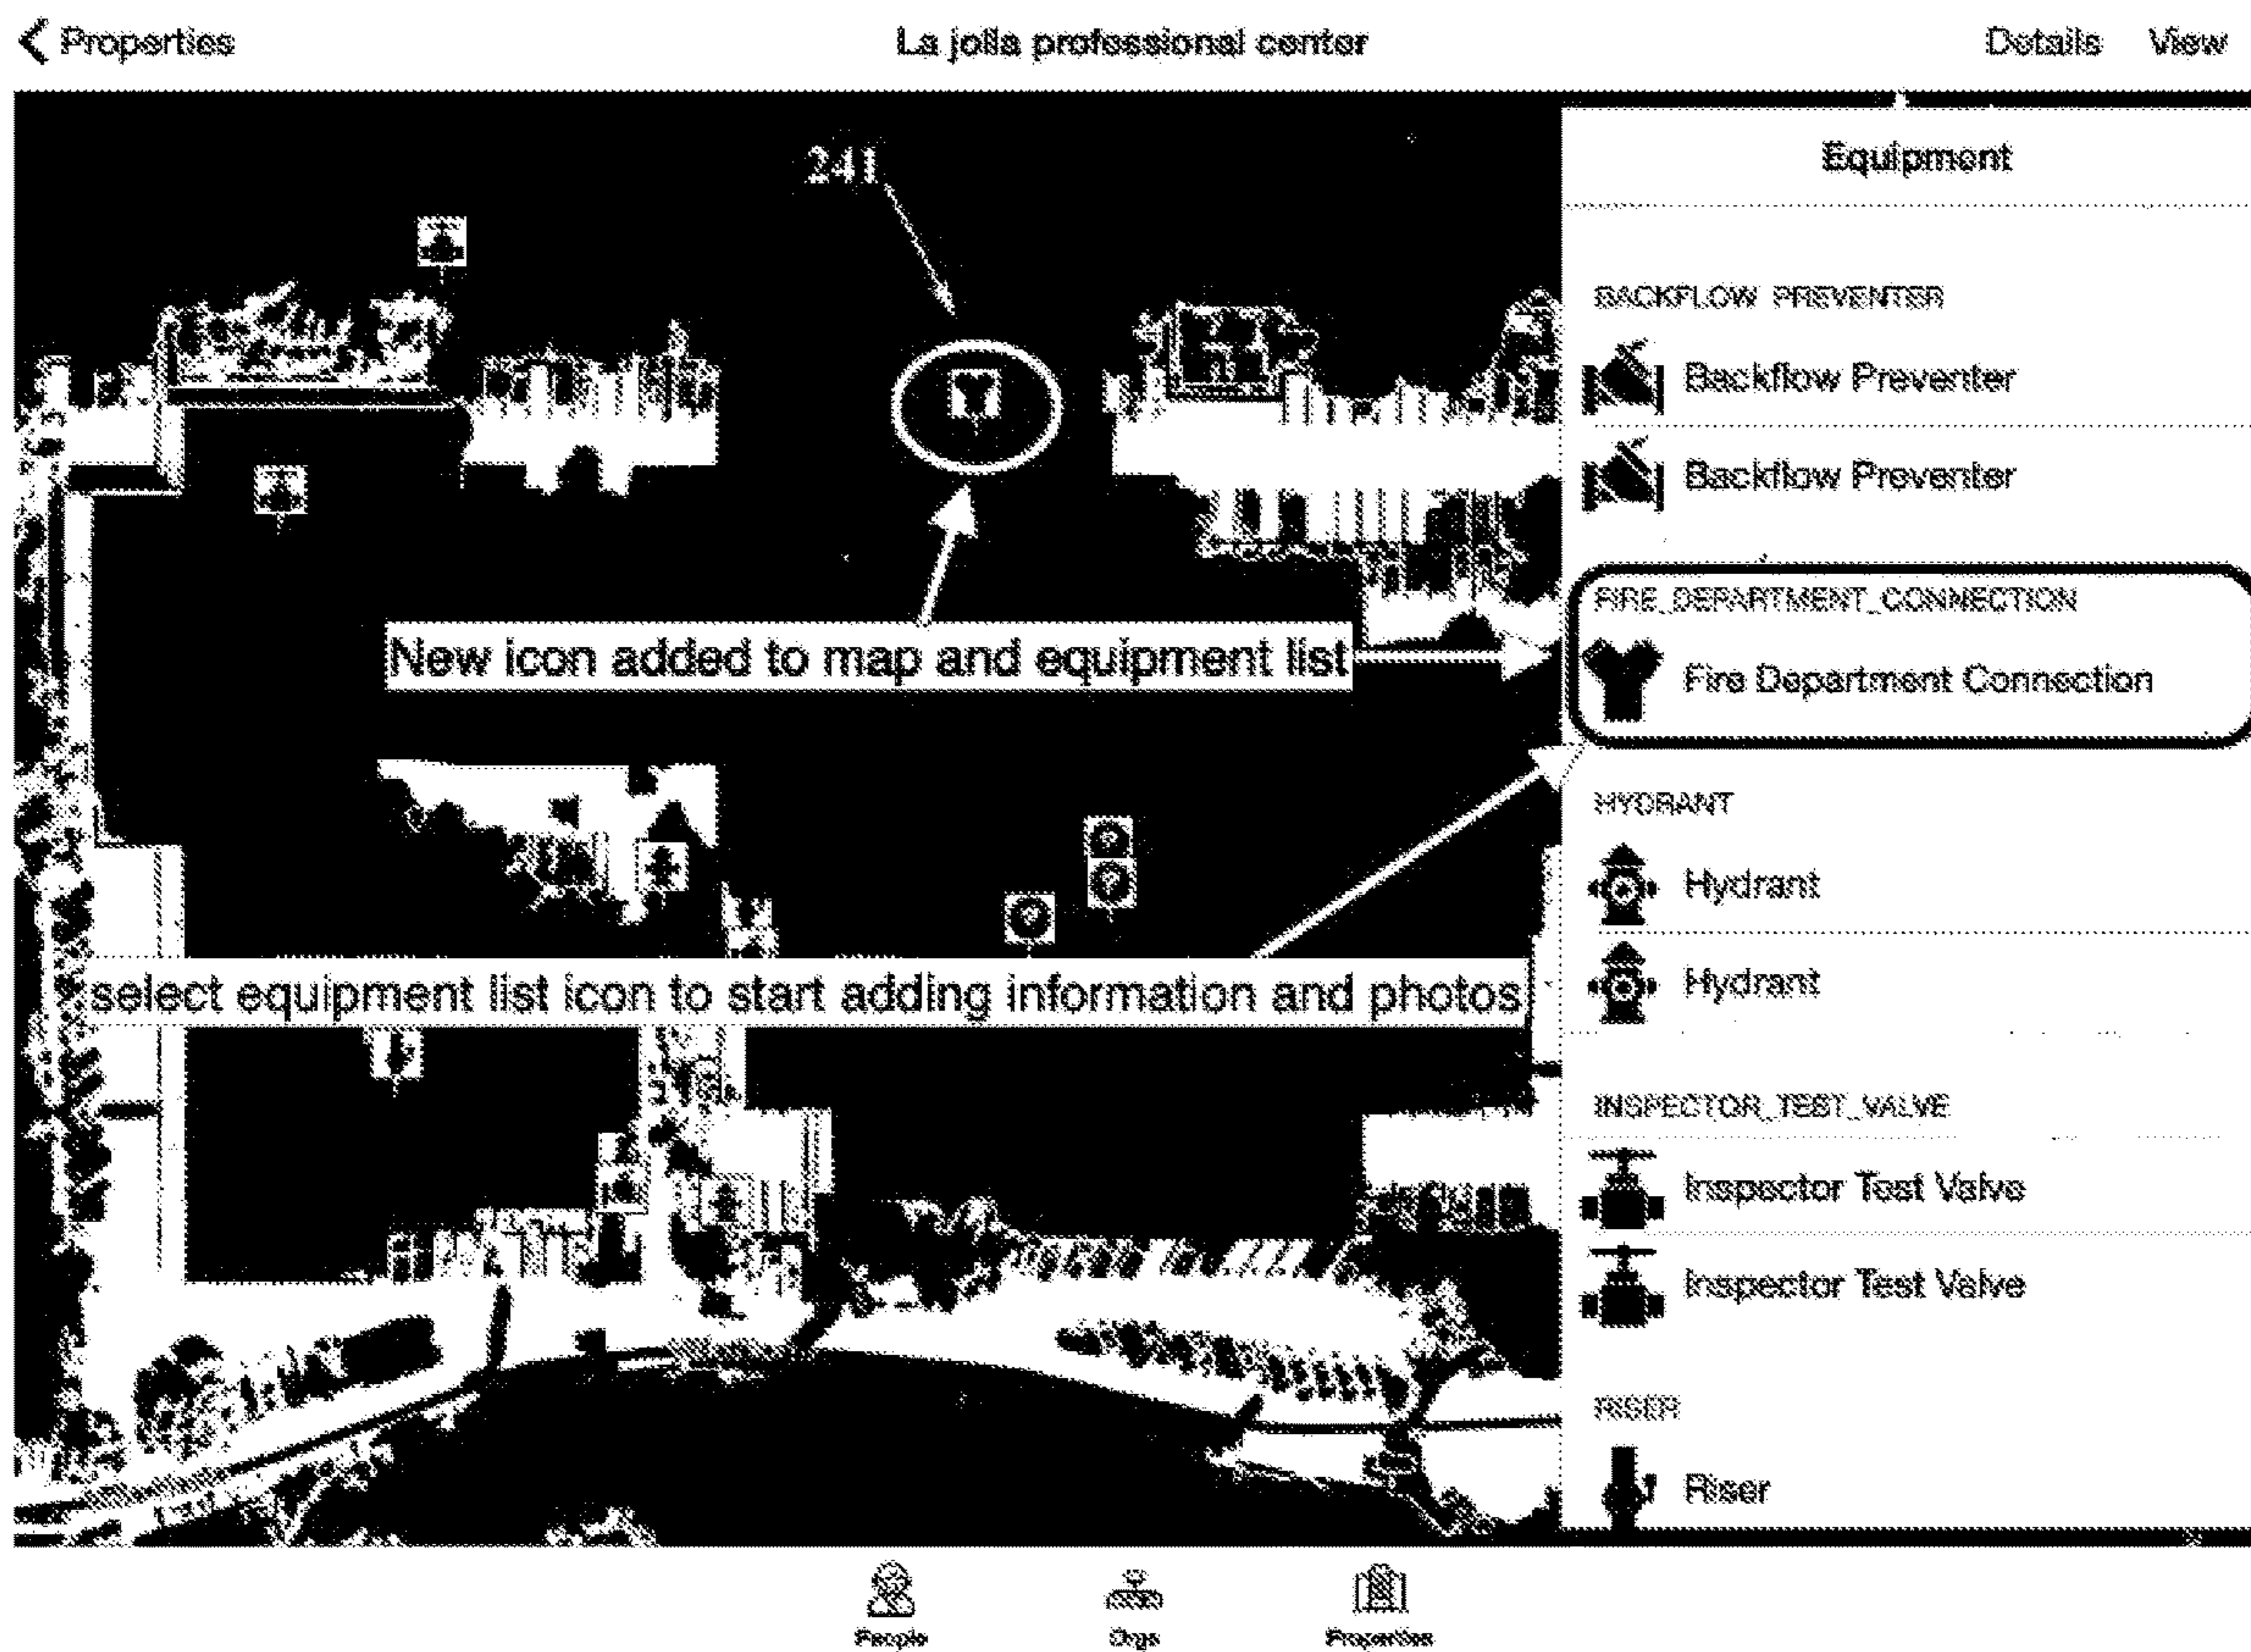 Properties
La jolla professional center
Details View
241
Equipment
BACKFLOW PREVENTER
Backflow Preventer
Backflow Preventer
FIRE_DEPARTMENT_CONNECTION
New icon added to map and equipment list
Fire Department Connection
HYDRANT
Hydrant
Hydrant
select equipment list icon to start adding information and photos
INSPECTOR_TEST_VALVE
Inspector Test Valve
Inspector Test Valve
RISER
Riser
People Orgs Properties